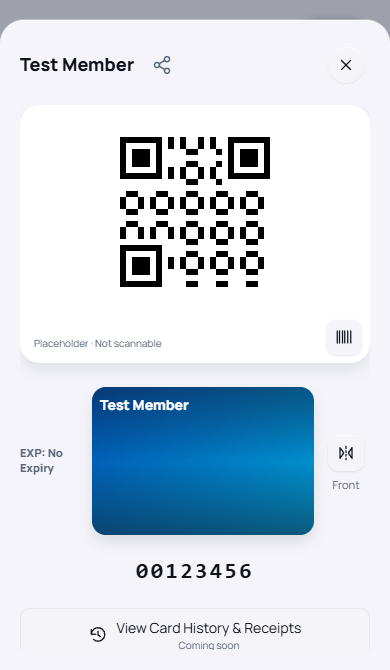 Test Member
Placeholder · Not scannable
Test Member
EXP: No
Expiry
Front
00123456
View Card History & Receipts
Coming soon